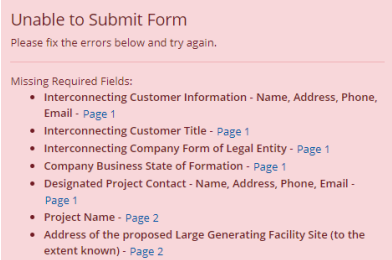 Unable to Submit Form
Please fix the errors below and try again.
Missing Required Fields:
• Interconnecting Customer Information - Name, Address, Phone,
Email - Page 1
• Interconnecting Customer Title - Page 1
• Interconnecting Company Form of Legal Entity - Page 1
• Company Business State of Formation - Page 1
• Designated Project Contact - Name, Address, Phone, Email -
Page 1
• Project Name - Page 2
• Address of the proposed Large Generating Facility Site (to the
extent known) - Page 2